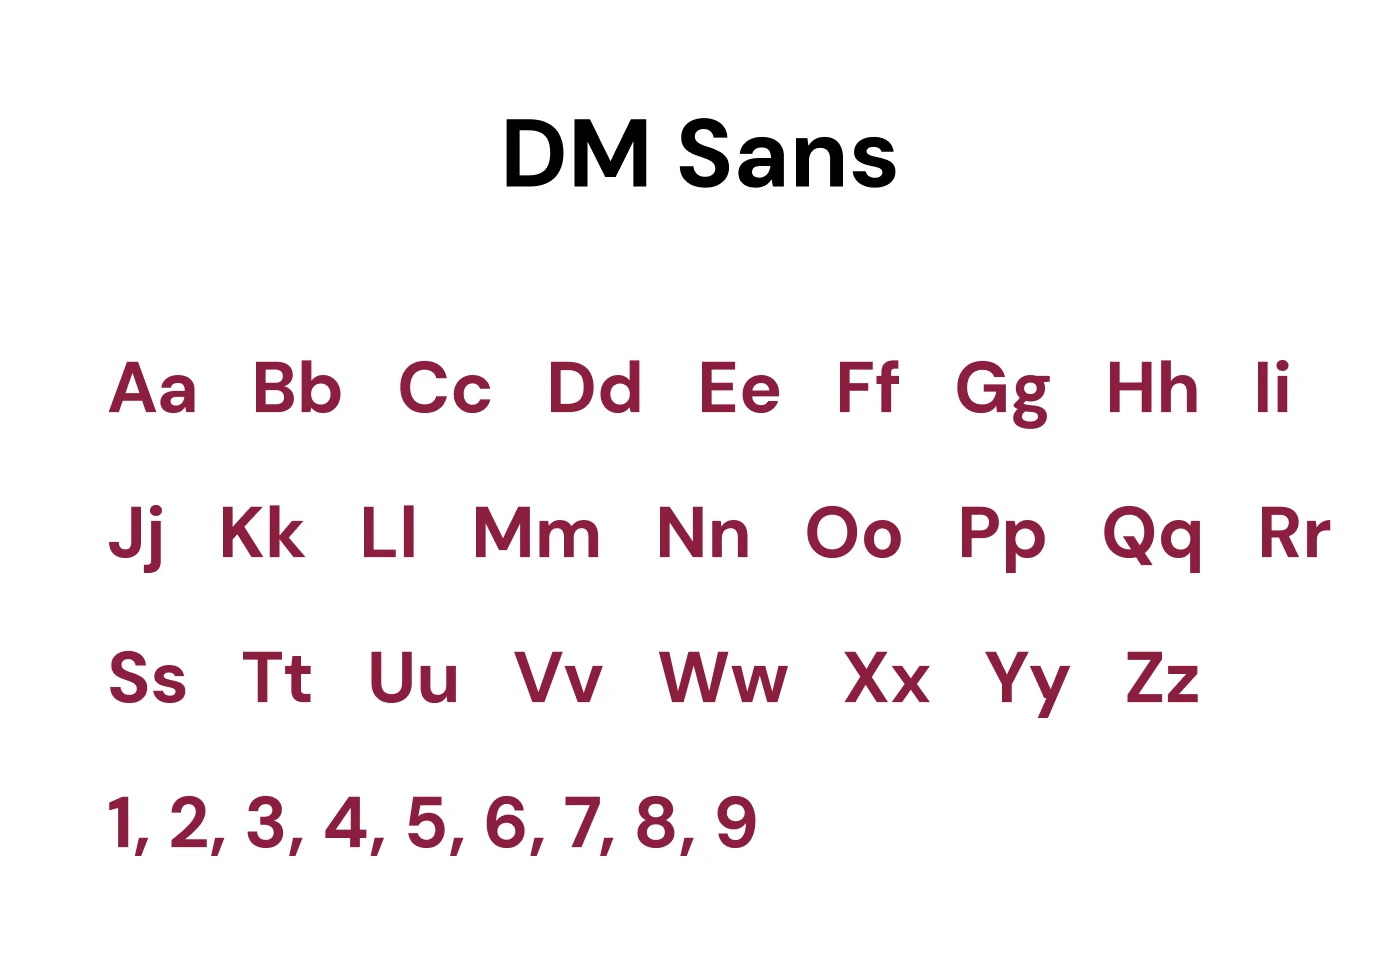 DM Sans
Aa Bb Cc Dd Ee Ff Gg Hh Ii
Jj Kk Ll Mm Nn Oo Pp Qq Rr
Ss Tt Uu Vv Ww Xx Yy Zz
1, 2, 3, 4, 5, 6, 7, 8, 9